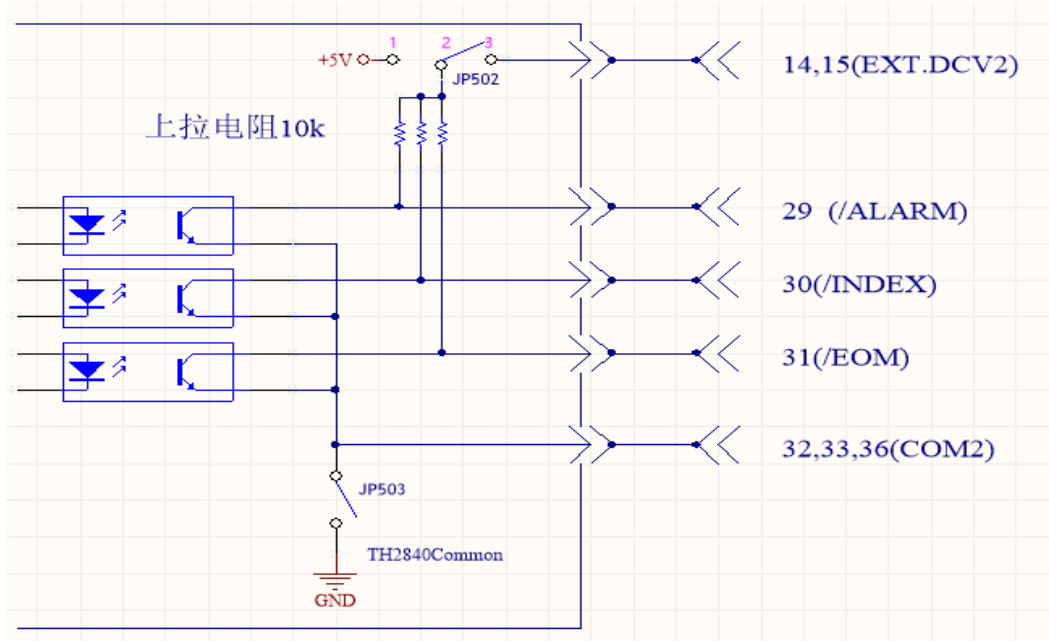 1
2
3
+5V
JP502
14,15(EXT.DCV2)
上拉电阻10k
29 (/ALARM)
30(/INDEX)
31(/EOM)
32,33,36(COM2)
JP503
TH2840Common
GND